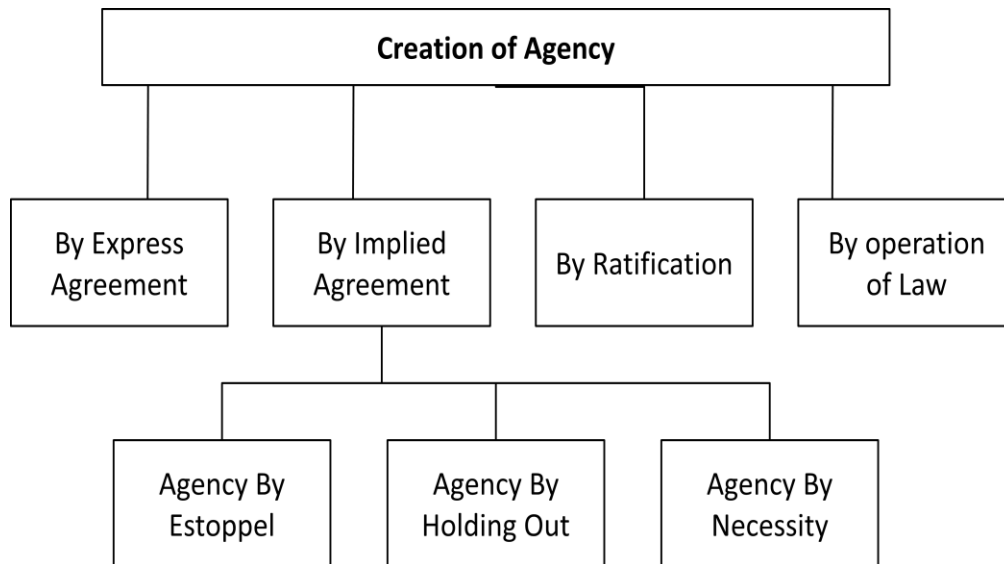 Creation of Agency
By Express
Agreement
By Implied
Agreement
By Ratification
By operation
of Law
Agency By
Estoppel
Agency By
Holding Out
Agency By
Necessity